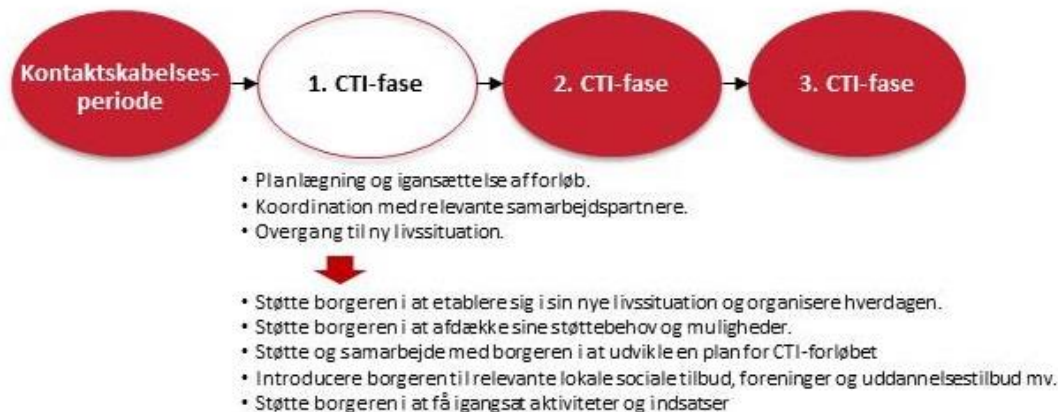 Kontaktskabelses-
periode
1. CTI-fase
2. CTI-fase
3. CTI-fase
• Planlægning og igansættelse af forløb.
• Koordination med relevante samarbejdspartnere.
• Overgang til ny livssituation.
• Støtte borgeren i at etablere sig i sin nye livssituation og organisere hverdagen.
• Støtte borgeren i at afdække sine støttebehov og muligheder.
• Støtte og samarbejde med borgeren i at udvikle en plan for CTI-forløbet
• Introducere borgeren til relevante lokale sociale tilbud, foreninger og uddannelsestilbud mv.
• Støtte borgeren i at få igangsat aktiviteter og indsatser